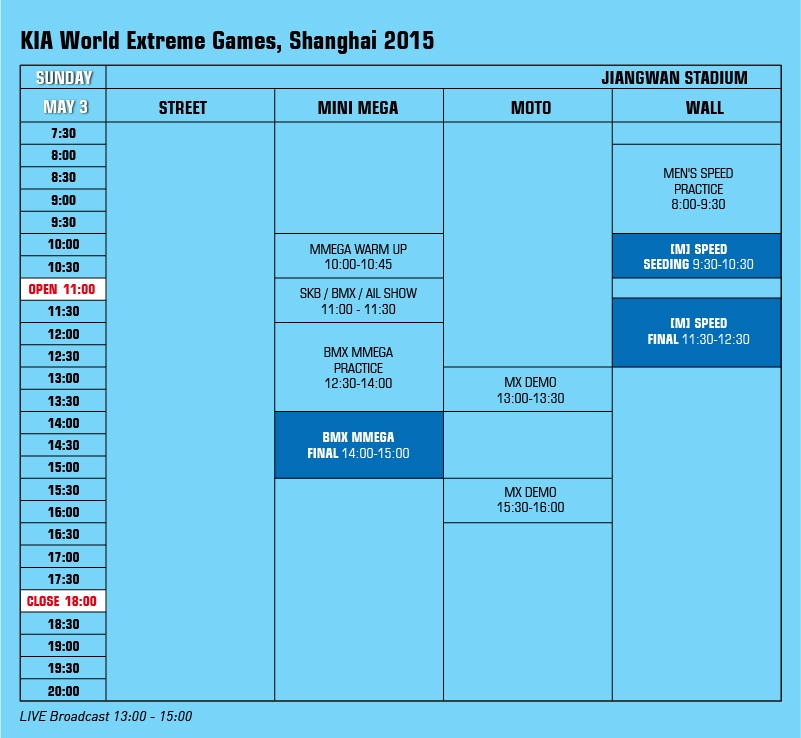 KIA World Extreme Games, Shanghai 2015
SUNDAY JIANGWAN STADIUM
MAY 3 STREET MINI MEGA MOTO WALL
7:30
8:00
8:30
9:00
9:30
10:00
10:30
OPEN 11:00
11:30
12:00
12:30
13:00
13:30
14:00
14:30
15:00
15:30
16:00
16:30
17:00
17:30
CLOSE 18:00
18:30
19:00
19:30
20:00
MMEGA WARM UP
10:00-10:45
SKB / BMX / AIL SHOW
11:00 - 11:30
BMX MMEGA
PRACTICE
12:30-14:00
BMX MMEGA
FINAL 14:00-15:00
MX DEMO
13:00-13:30
MX DEMO
15:30-16:00
MEN'S SPEED
PRACTICE
8:00-9:30
[M] SPEED
SEEDING 9:30-10:30
[M] SPEED
FINAL 11:30-12:30
LIVE Broadcast 13:00 - 15:00